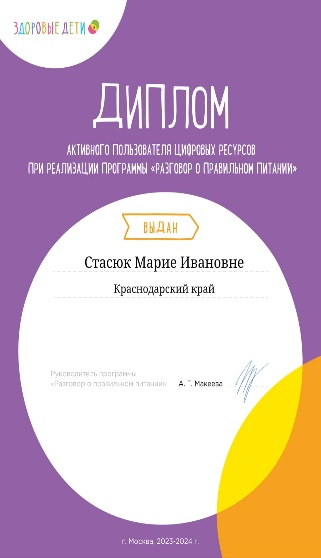 ЗДОРОВЫЕ ДЕТИ
ДИПЛОМ
АКТИВНОГО ПОЛЬЗОВАТЕЛЯ ЦИФРОВЫХ РЕСУРСОВ
ПРИ РЕАЛИЗАЦИИ ПРОГРАММЫ «РАЗГОВОР О ПРАВИЛЬНОМ ПИТАНИИ»
ВЫДАН
Стасюк Марие Ивановне
Краснодарский край
Руководитель программы
«Разговор о правильном питании» А. Г. Макеева
г. Москва, 2023-2024 г.